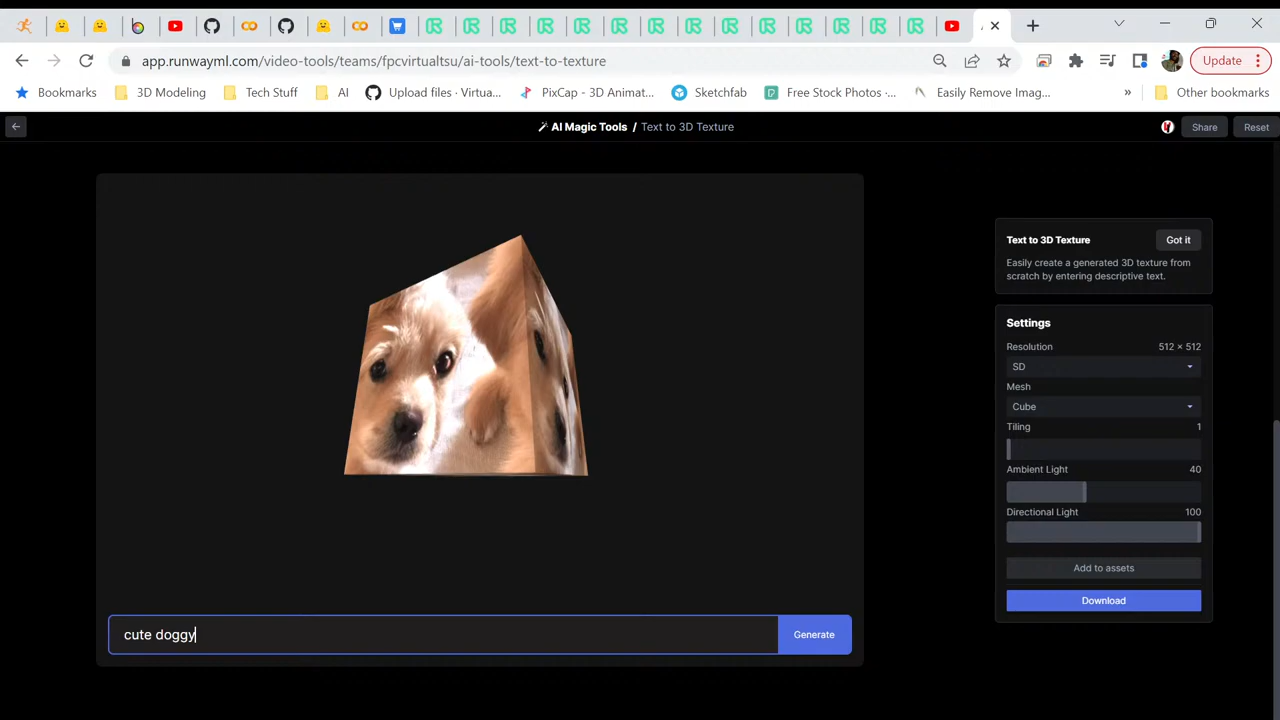 app.runwayml.com/video-tools/teams/fpvirtualtsu/ai-tools/text-to-texture
Update
Bookmarks
3D Modeling
Tech Stuff
AI
Upload files · Virtua...
PixCap - 3D Animat...
Sketchfab
Free Stock Photos ·...
Easily Remove Imag...
»
Other bookmarks
AI Magic Tools / Text to 3D Texture
Share
Reset
Text to 3D Texture
Got it
Easily create a generated 3D texture from
scratch by entering descriptive text.
Settings
Resolution 512 × 512
SD
Mesh
Cube
Tiling 1
Ambient Light 40
Directional Light 100
Add to assets
Download
cute doggy
Generate